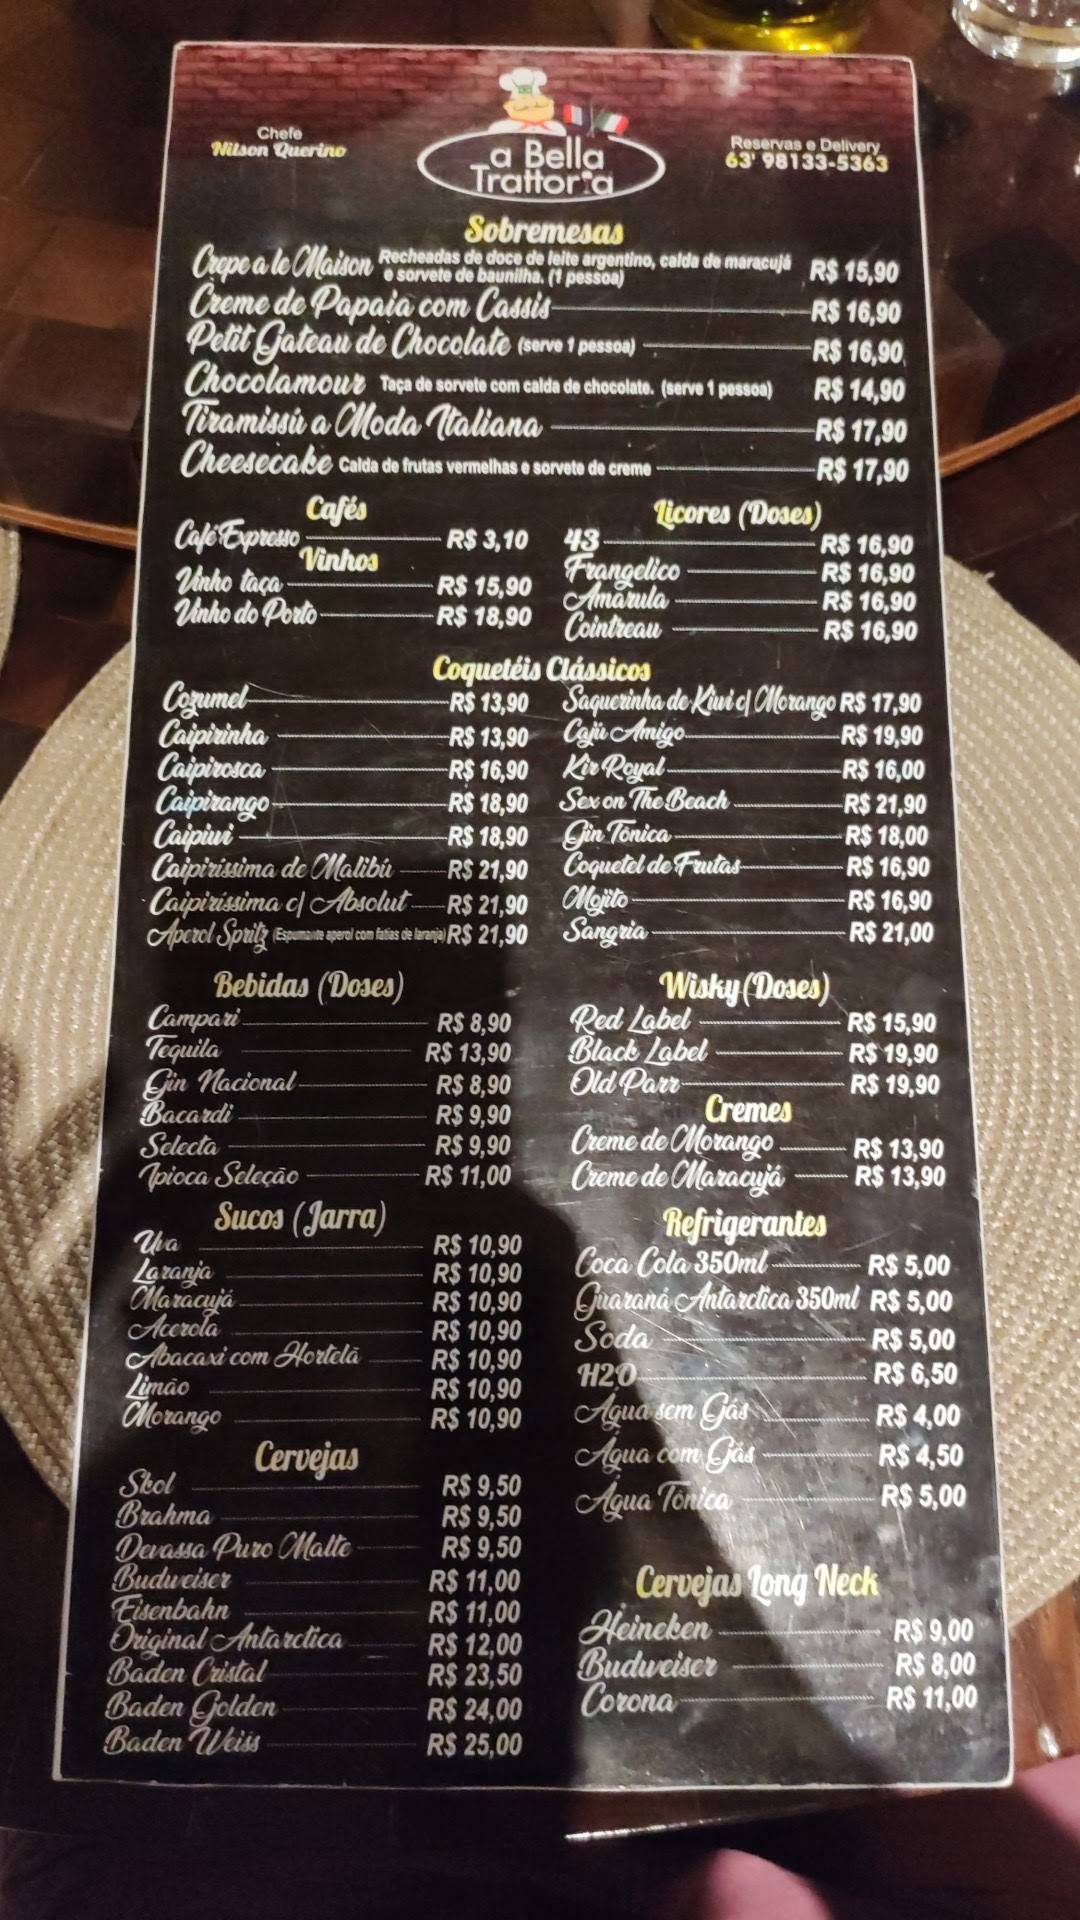 Chefe
Nilson Querino
a Bella
Trattoria
Reservas e Delivery
63' 98133-5363
Sobremesas
Crepe a le Maison Recheadas de doce de leite argentino, calda de maracujá e sorvete de baunilha. (1 pessoa) R$ 15,90
Creme de Papaia com Cassis R$ 16,90
Petit Gateau de Chocolate (serve 1 pessoa) R$ 16,90
Chocolamour Taça de sorvete com calda de chocolate. (serve 1 pessoa) R$ 14,90
Tiramissú a Moda Italiana R$ 17,90
Cheesecake Calda de frutas vermelhas e sorvete de creme R$ 17,90
Cafés
Café Expresso R$ 3,10
Vinhos
Vinho taça R$ 15,90
Vinho do Porto R$ 18,90
Licores (Doses)
43 R$ 16,90
Frangelico R$ 16,90
Amarula R$ 16,90
Cointreau R$ 16,90
Coquetéis Clássicos
Cozumel R$ 13,90
Caipirinha R$ 13,90
Caipirosca R$ 16,90
Caipirango R$ 18,90
Caipiwi R$ 18,90
Caipiríssima de Malibú R$ 21,90
Caipiríssima c/ Absolut R$ 21,90
Aperol Spritz (Espumante aperol com fatias de laranja) R$ 21,90
Saquerinha de Kiwi c/ Morango R$ 17,90
Cajú Amigo R$ 19,90
Kir Royal R$ 16,00
Sex on The Beach R$ 21,90
Gin Tônica R$ 18,00
Coquetel de Frutas R$ 16,90
Mojito R$ 16,90
Sangria R$ 21,00
Bebidas (Doses)
Campari R$ 8,90
Tequila R$ 13,90
Gin Nacional R$ 8,90
Bacardi R$ 9,90
Selecta R$ 9,90
Ypioca Seleção R$ 11,00
Wisky (Doses)
Red Label R$ 15,90
Black Label R$ 19,90
Old Parr R$ 19,90
Cremes
Creme de Morango R$ 13,90
Creme de Maracujá R$ 13,90
Sucos (Jarra)
Uva R$ 10,90
Laranja R$ 10,90
Maracujá R$ 10,90
Acerola R$ 10,90
Abacaxi com Hortelã R$ 10,90
Limão R$ 10,90
Morango R$ 10,90
Refrigerantes
Coca Cola 350ml R$ 5,00
Guaraná Antarctica 350ml R$ 5,00
Soda R$ 5,00
H2O R$ 6,50
Água sem Gás R$ 4,00
Água com Gás R$ 4,50
Água Tônica R$ 5,00
Cervejas
Skol R$ 9,50
Brahma R$ 9,50
Devassa Puro Malte R$ 9,50
Budweiser R$ 11,00
Eisenbahn R$ 11,00
Original Antarctica R$ 12,00
Baden Cristal R$ 23,50
Baden Golden R$ 24,00
Baden Weiss R$ 25,00
Cervejas Long Neck
Heineken R$ 9,00
Budweiser R$ 8,00
Corona R$ 11,00